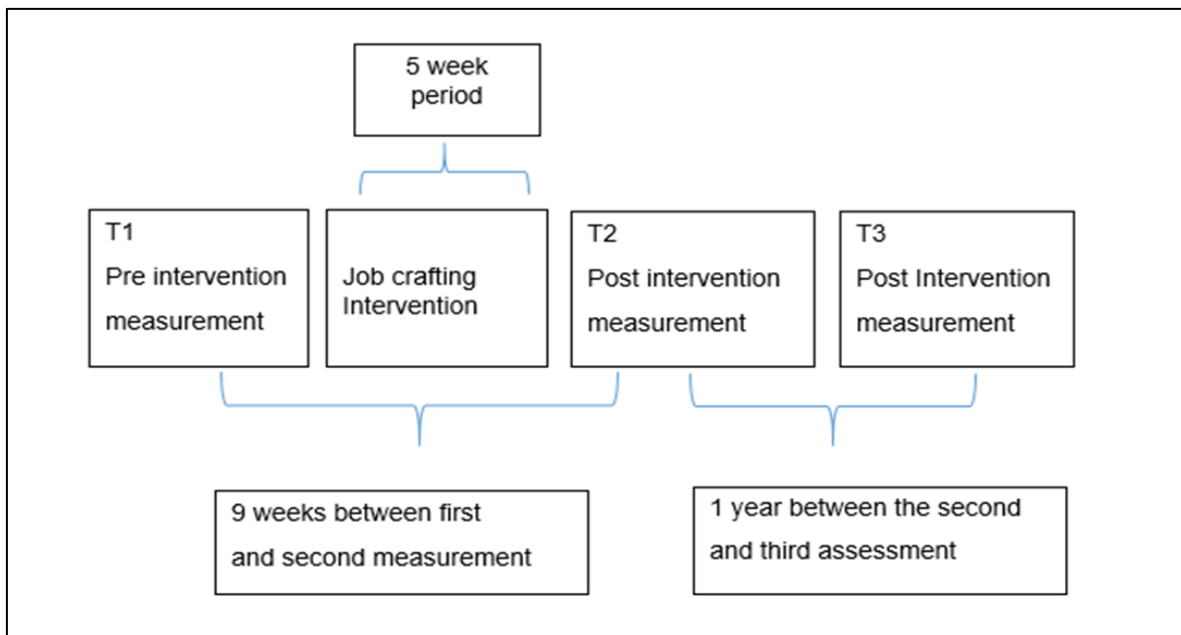 5 week
period
T1
Pre intervention
measurement
Job crafting
Intervention
T2
Post intervention
measurement
T3
Post Intervention
measurement
9 weeks between first
and second measurement
1 year between the second
and third assessment